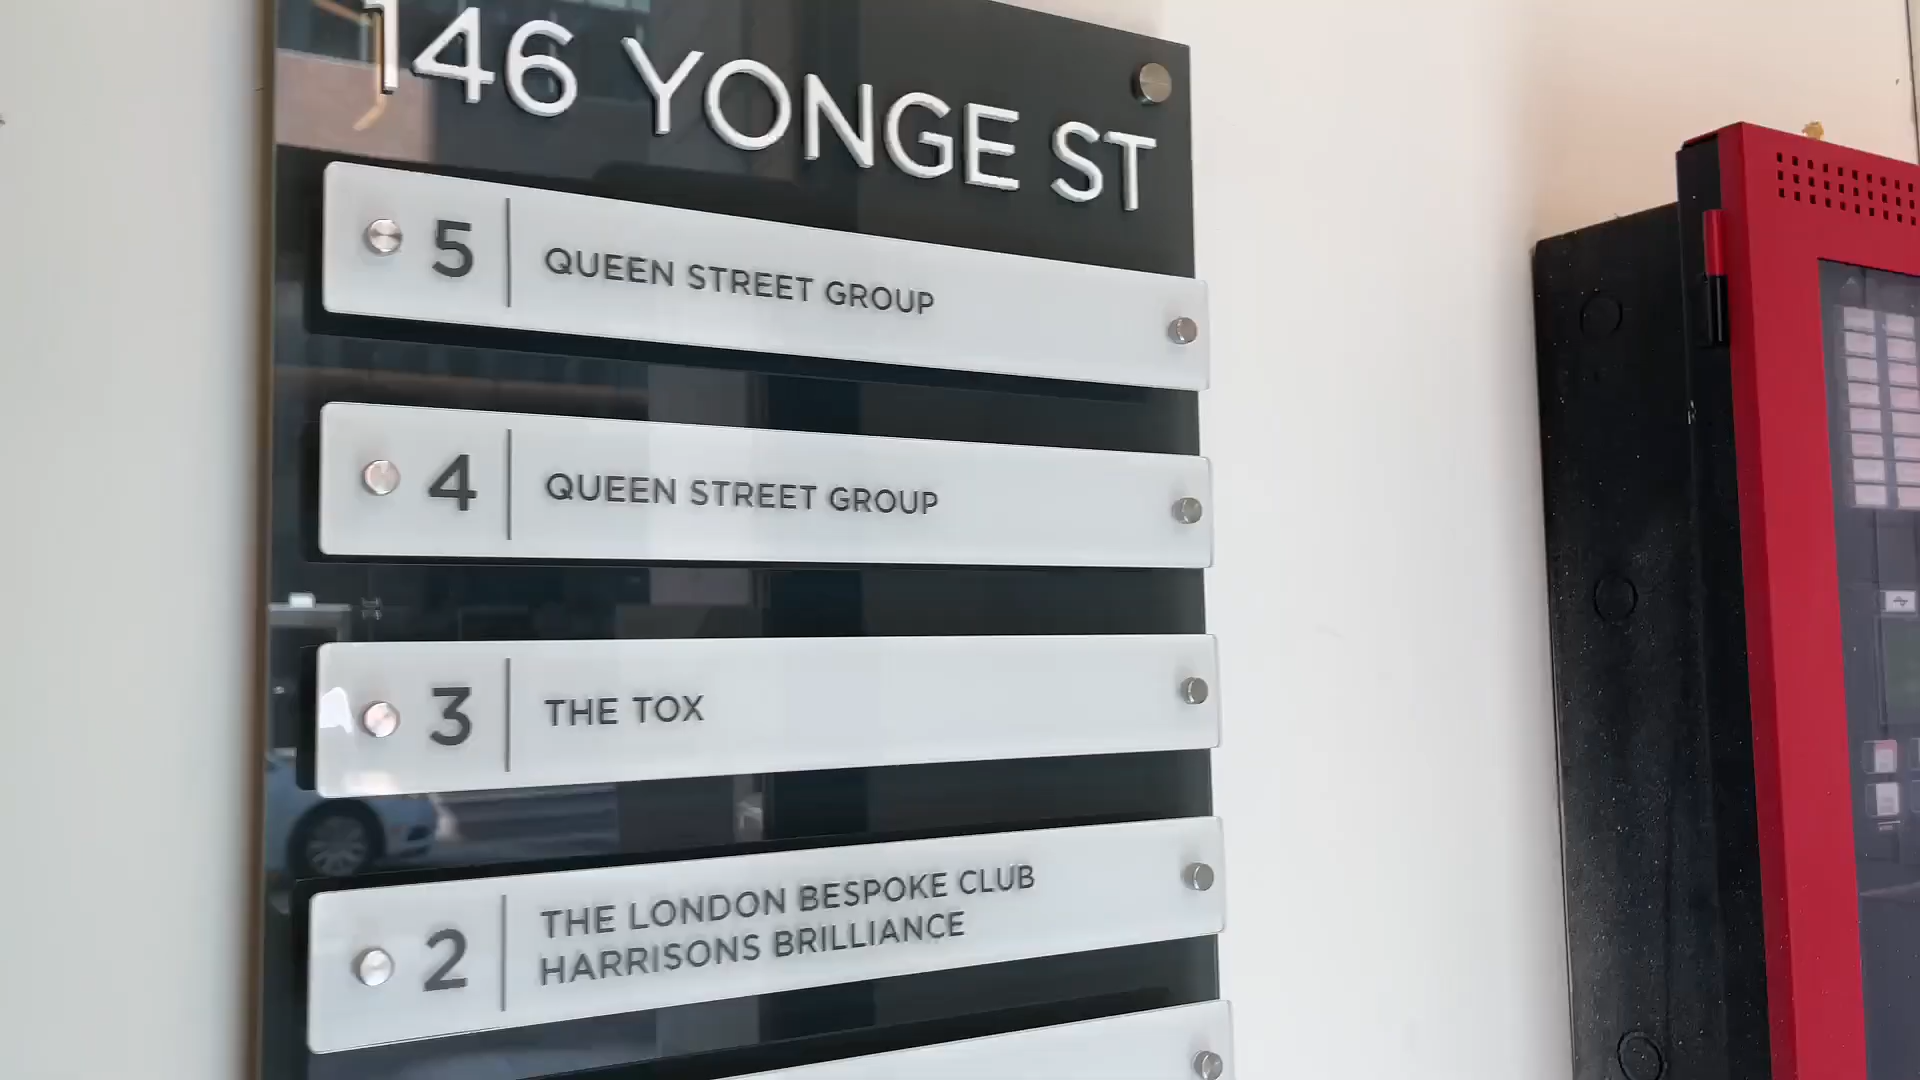 146 YONGE ST
5 QUEEN STREET GROUP
4 QUEEN STREET GROUP
3 THE TOX
2 THE LONDON BESPOKE CLUB
HARRISONS BRILLIANCE